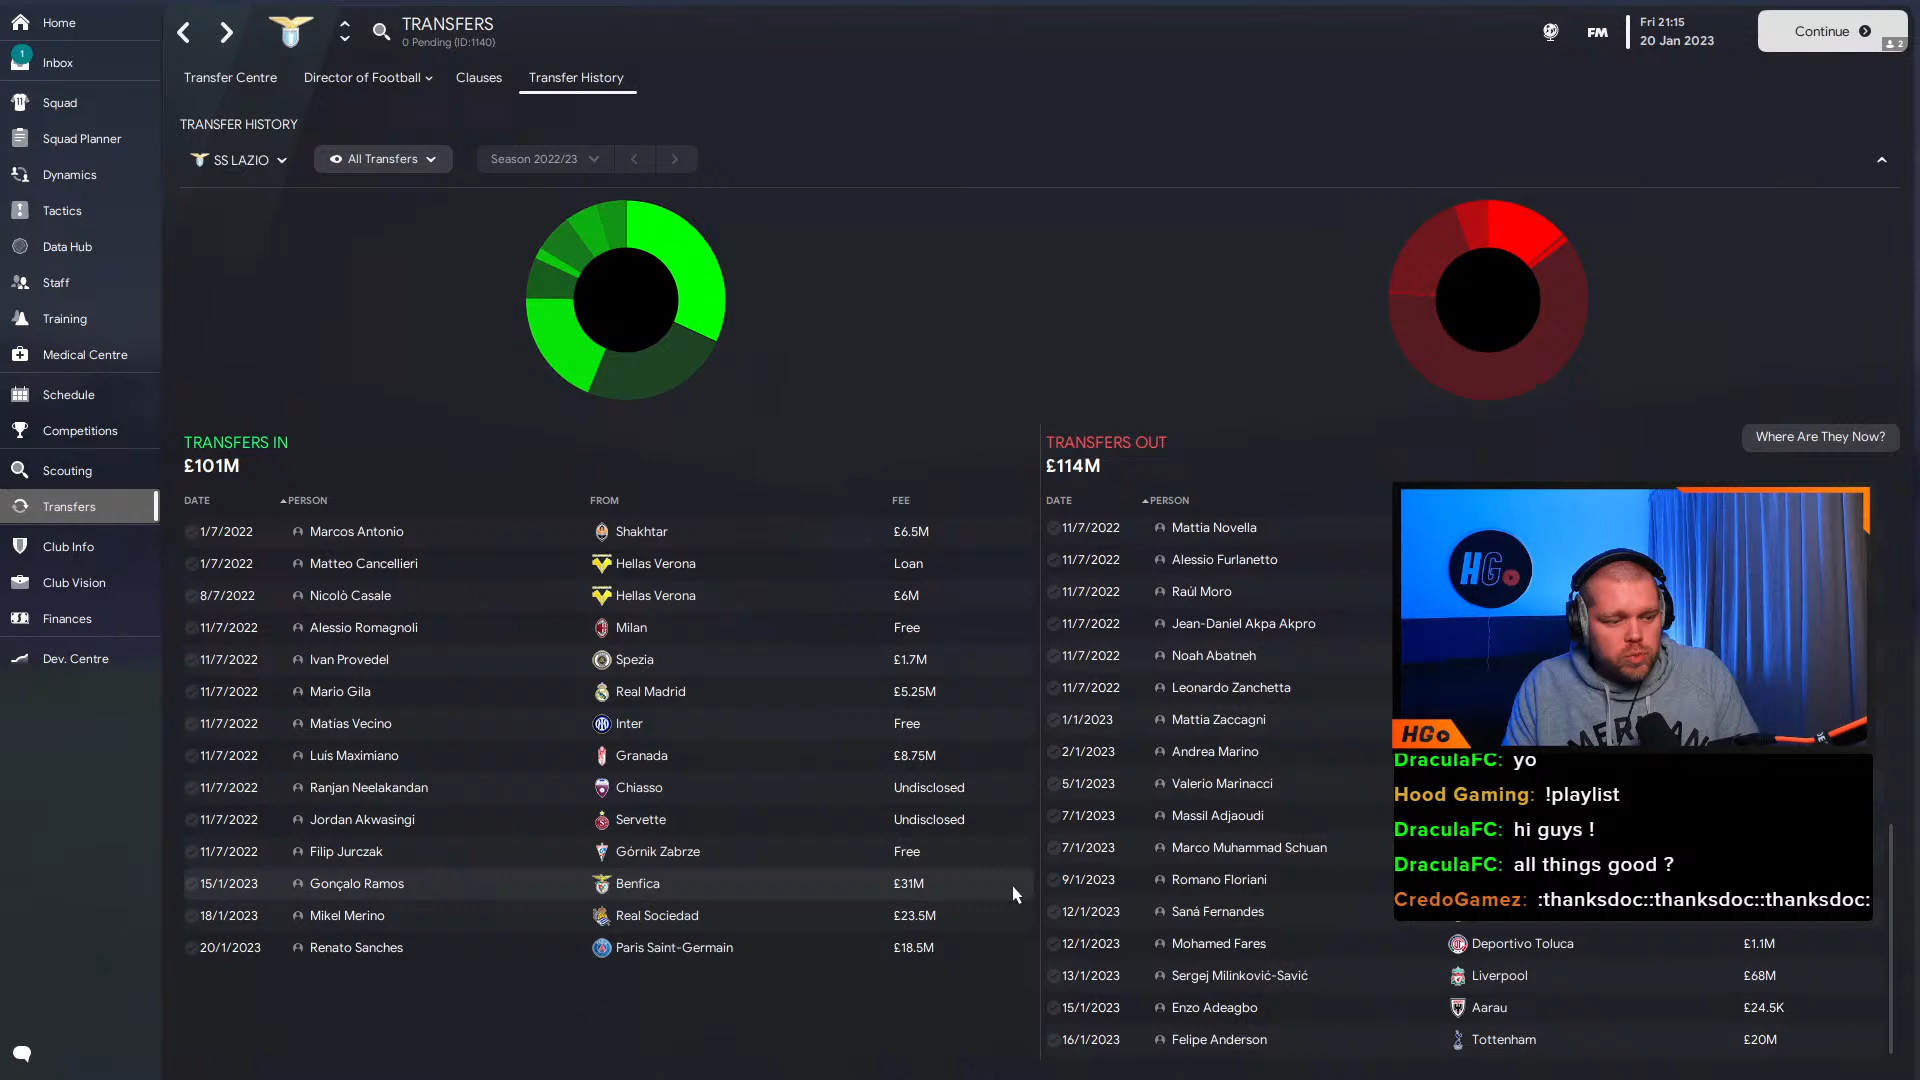 Home
1
Inbox
Squad
Squad Planner
Dynamics
Tactics
Data Hub
Staff
Training
Medical Centre
Schedule
Competitions
Scouting
Transfers
Club Info
Club Vision
Finances
Dev. Centre
TRANSFERS
0 Pending (ID:1140)
FM
Fri 21:15
20 Jan 2023
Continue
2
Transfer Centre
Director of Football
Clauses
Transfer History
TRANSFER HISTORY
SS LAZIO
All Transfers
Season 2022/23
TRANSFERS IN
£101M
DATE PERSON FROM FEE
1/7/2022 Marcos Antonio Shakhtar £6.5M
1/7/2022 Matteo Cancellieri Hellas Verona Loan
8/7/2022 Nicolò Casale Hellas Verona £6M
11/7/2022 Alessio Romagnoli Milan Free
11/7/2022 Ivan Provedel Spezia £1.7M
11/7/2022 Mario Gila Real Madrid £5.25M
11/7/2022 Matías Vecino Inter Free
11/7/2022 Luís Maximiano Granada £8.75M
11/7/2022 Ranjan Neelakandan Chiasso Undisclosed
11/7/2022 Jordan Akwasingi Servette Undisclosed
11/7/2022 Filip Jurczak Górnik Zabrze Free
15/1/2023 Gonçalo Ramos Benfica £31M
18/1/2023 Mikel Merino Real Sociedad £23.5M
20/1/2023 Renato Sanches Paris Saint-Germain £18.5M
TRANSFERS OUT
£114M
Where Are They Now?
DATE PERSON
11/7/2022 Mattia Novella
11/7/2022 Alessio Furlanetto
11/7/2022 Raúl Moro
11/7/2022 Jean-Daniel Akpa Akpro
11/7/2022 Noah Abatneh
11/7/2022 Leonardo Zanchetta
1/1/2023 Mattia Zaccagni
2/1/2023 Andrea Marino
5/1/2023 Valerio Marinacci
7/1/2023 Massil Adjaoudi
7/1/2023 Marco Muhammad Schuan
9/1/2023 Romano Floriani
12/1/2023 Saná Fernandes
12/1/2023 Mohamed Fares Deportivo Toluca £1.1M
13/1/2023 Sergej Milinković-Savić Liverpool £68M
15/1/2023 Enzo Adeagbo Aarau £24.5K
16/1/2023 Felipe Anderson Tottenham £20M
HG
HG
DraculaFC: yo
Hood Gaming: !playlist
DraculaFC: hi guys !
DraculaFC: all things good ?
CredoGamez: :thanksdoc::thanksdoc::thanksdoc: